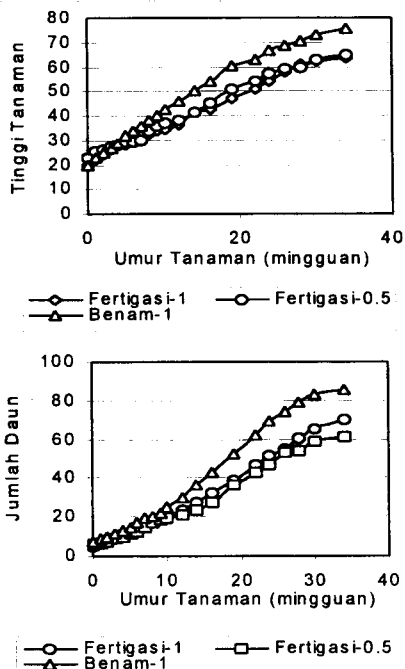 Tinggi Tanaman
80
70
60
50
40
30
20
10
0
0 20 40
Umur Tanaman (mingguan)
Fertigasi-1 Fertigasi-0.5
Benam-1
Jumlah Daun
100
80
60
40
20
0
0 10 20 30 40
Umur Tanaman (mingguan)
Fertigasi-1 Fertigasi-0.5
Benam-1